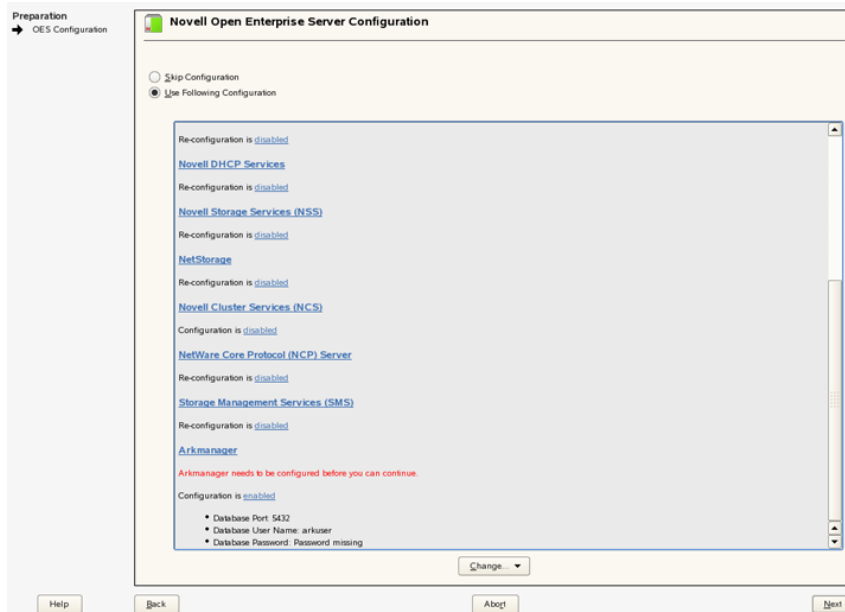 Preparation
OES Configuration
Novell Open Enterprise Server Configuration
Skip Configuration
Use Following Configuration
Re-configuration is disabled
Novell DHCP Services
Re-configuration is disabled
Novell Storage Services (NSS)
Re-configuration is disabled
NetStorage
Re-configuration is disabled
Novell Cluster Services (NCS)
Configuration is disabled
NetWare Core Protocol (NCP) Server
Re-configuration is disabled
Storage Management Services (SMS)
Re-configuration is disabled
Arkmanager
Arkmanager needs to be configured before you can continue.
Configuration is enabled
• Database Port: 5432
• Database User Name: arkuser
• Database Password: Password missing
Change...
Help
Back
Abort
Next